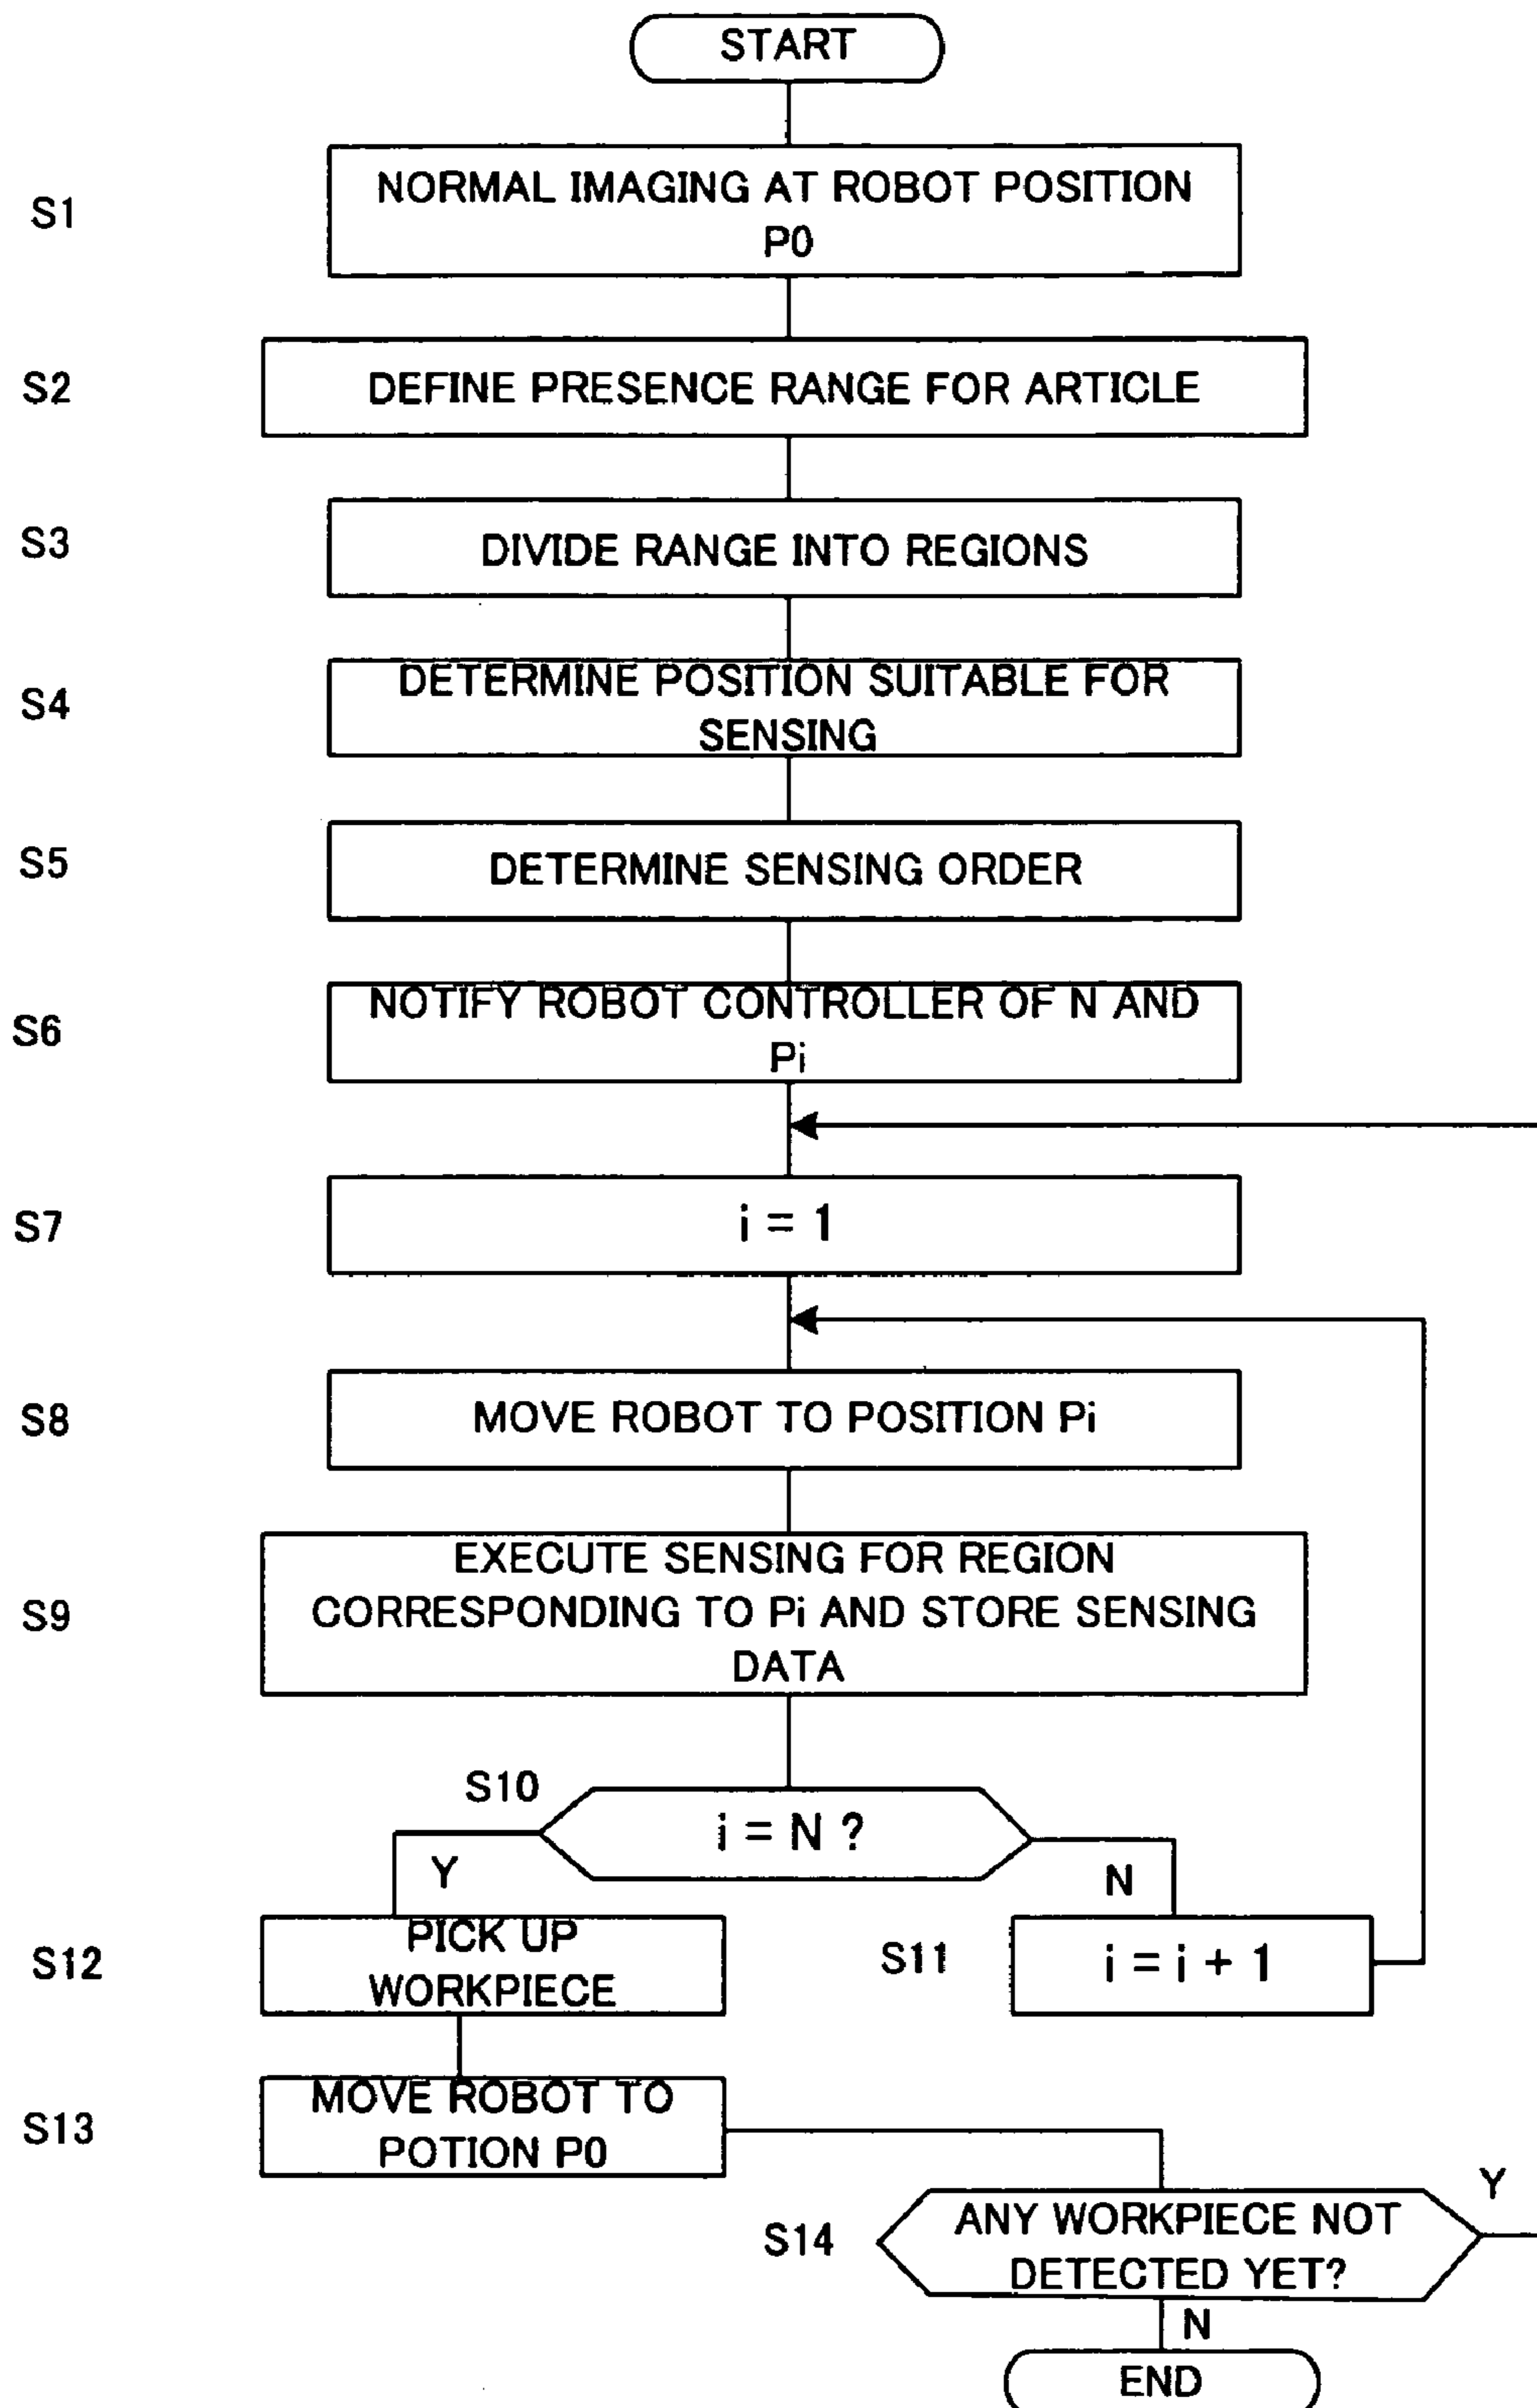 START
S1
NORMAL IMAGING AT ROBOT POSITION
P0
S2
DEFINE PRESENCE RANGE FOR ARTICLE
S3
DIVIDE RANGE INTO REGIONS
S4
DETERMINE POSITION SUITABLE FOR
SENSING
S5
DETERMINE SENSING ORDER
S6
NOTIFY ROBOT CONTROLLER OF N AND
Pi
S7
i = 1
S8
MOVE ROBOT TO POSITION Pi
S9
EXECUTE SENSING FOR REGION
CORRESPONDING TO Pi AND STORE SENSING
DATA
S10
i = N ?
Y
N
S12
PICK UP
WORKPIECE
S11
i = i + 1
S13
MOVE ROBOT TO
POTION P0
S14
ANY WORKPIECE NOT
DETECTED YET?
Y
N
END